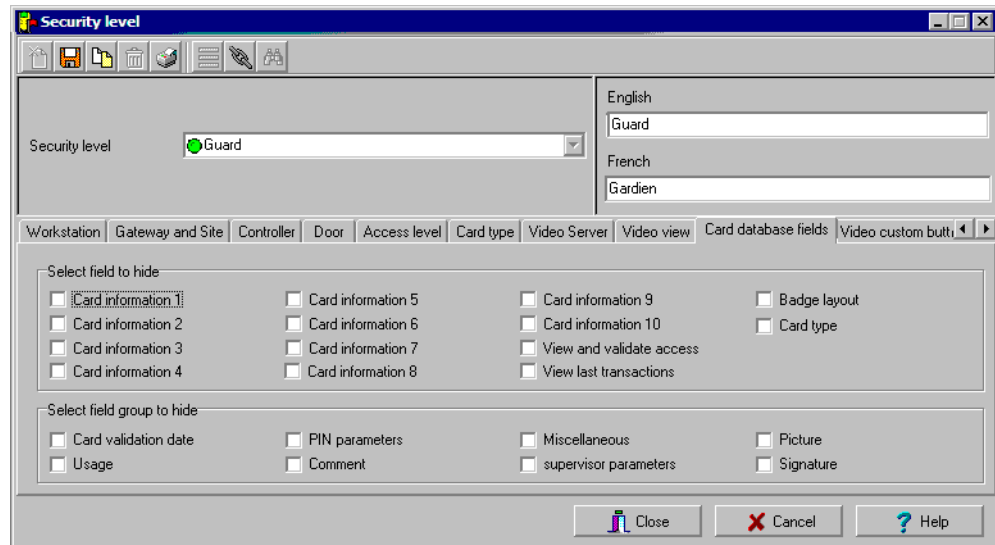 Security level
English
Guard
Security level Guard
French
Gardien
Workstation Gateway and Site Controller Door Access level Card type Video Server Video view Card database fields Video custom butt
Select field to hide
Card information 1 Card information 5 Card information 9 Badge layout
Card information 2 Card information 6 Card information 10 Card type
Card information 3 Card information 7 View and validate access
Card information 4 Card information 8 View last transactions
Select field group to hide
Card validation date PIN parameters Miscellaneous Picture
Usage Comment supervisor parameters Signature
Close Cancel Help